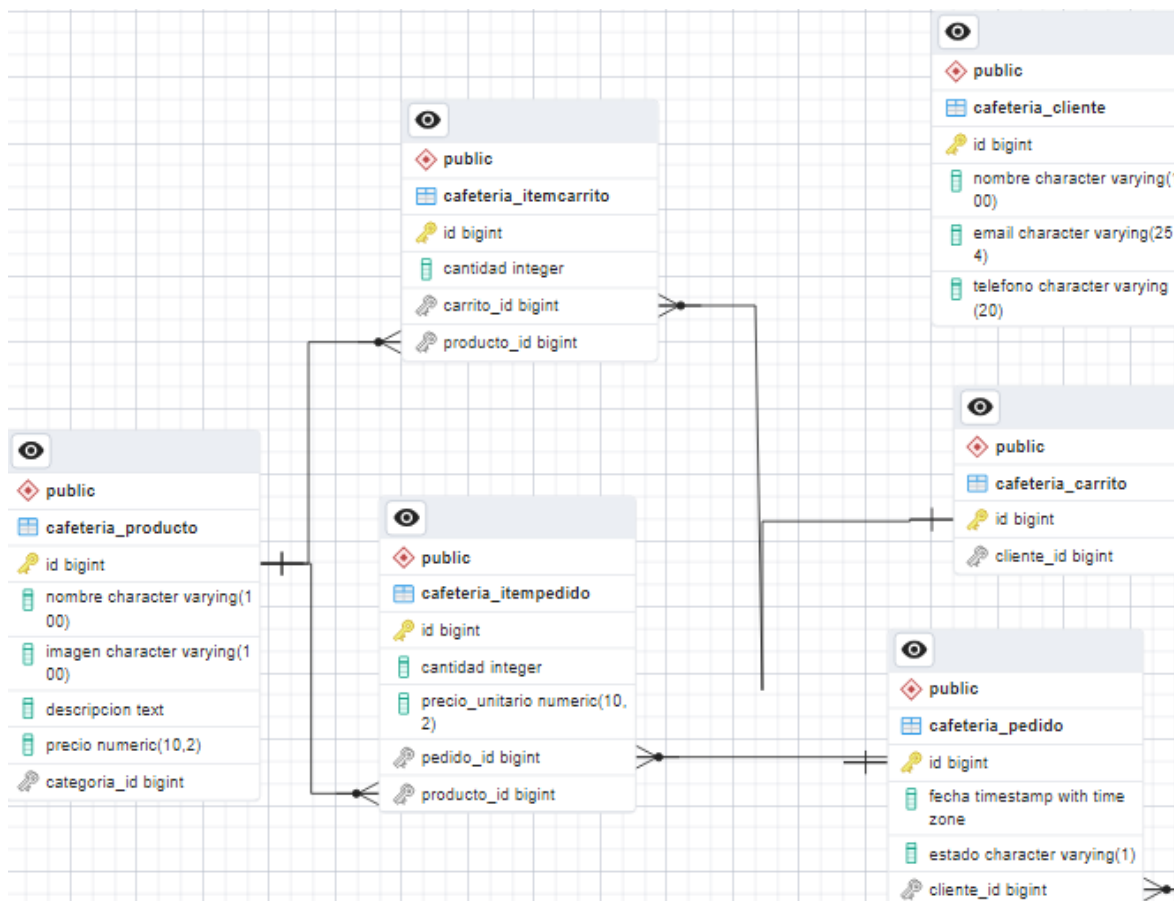 public
cafeteria_cliente
id bigint
nombre character varying(1
00)
email character varying(25
4)
telefono character varying
(20)
public
cafeteria_itemcarrito
id bigint
cantidad integer
carrito_id bigint
producto_id bigint
public
cafeteria_carrito
id bigint
cliente_id bigint
public
cafeteria_producto
id bigint
nombre character varying(1
00)
imagen character varying(1
00)
descripcion text
precio numeric(10,2)
categoria_id bigint
public
cafeteria_itempedido
id bigint
cantidad integer
precio_unitario numeric(10,
2)
pedido_id bigint
producto_id bigint
public
cafeteria_pedido
id bigint
fecha timestamp with time
zone
estado character varying(1)
cliente_id bigint